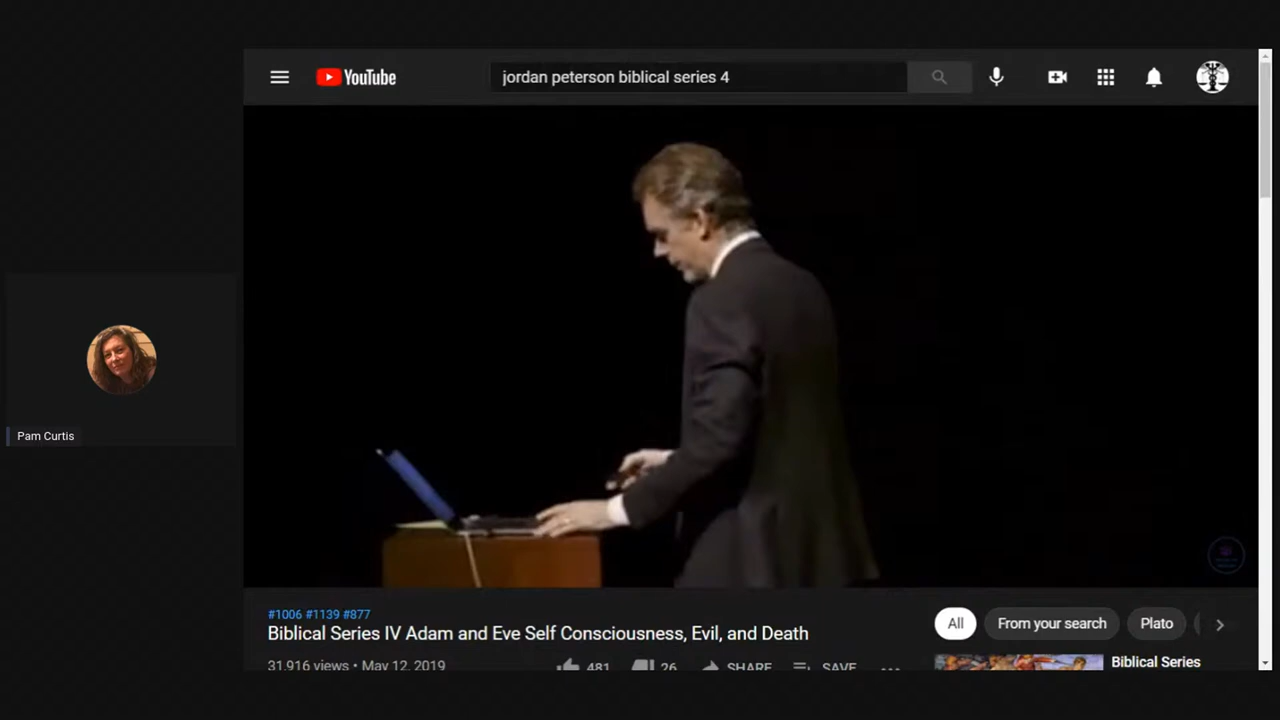 YouTube
jordan peterson biblical series 4
Pam Curtis
#1006 #1139 #877
Biblical Series IV Adam and Eve Self Consciousness, Evil, and Death
All
From your search
Plato
31,916 views • May 12, 2019
481
26
SHARE
SAVE
Biblical Series